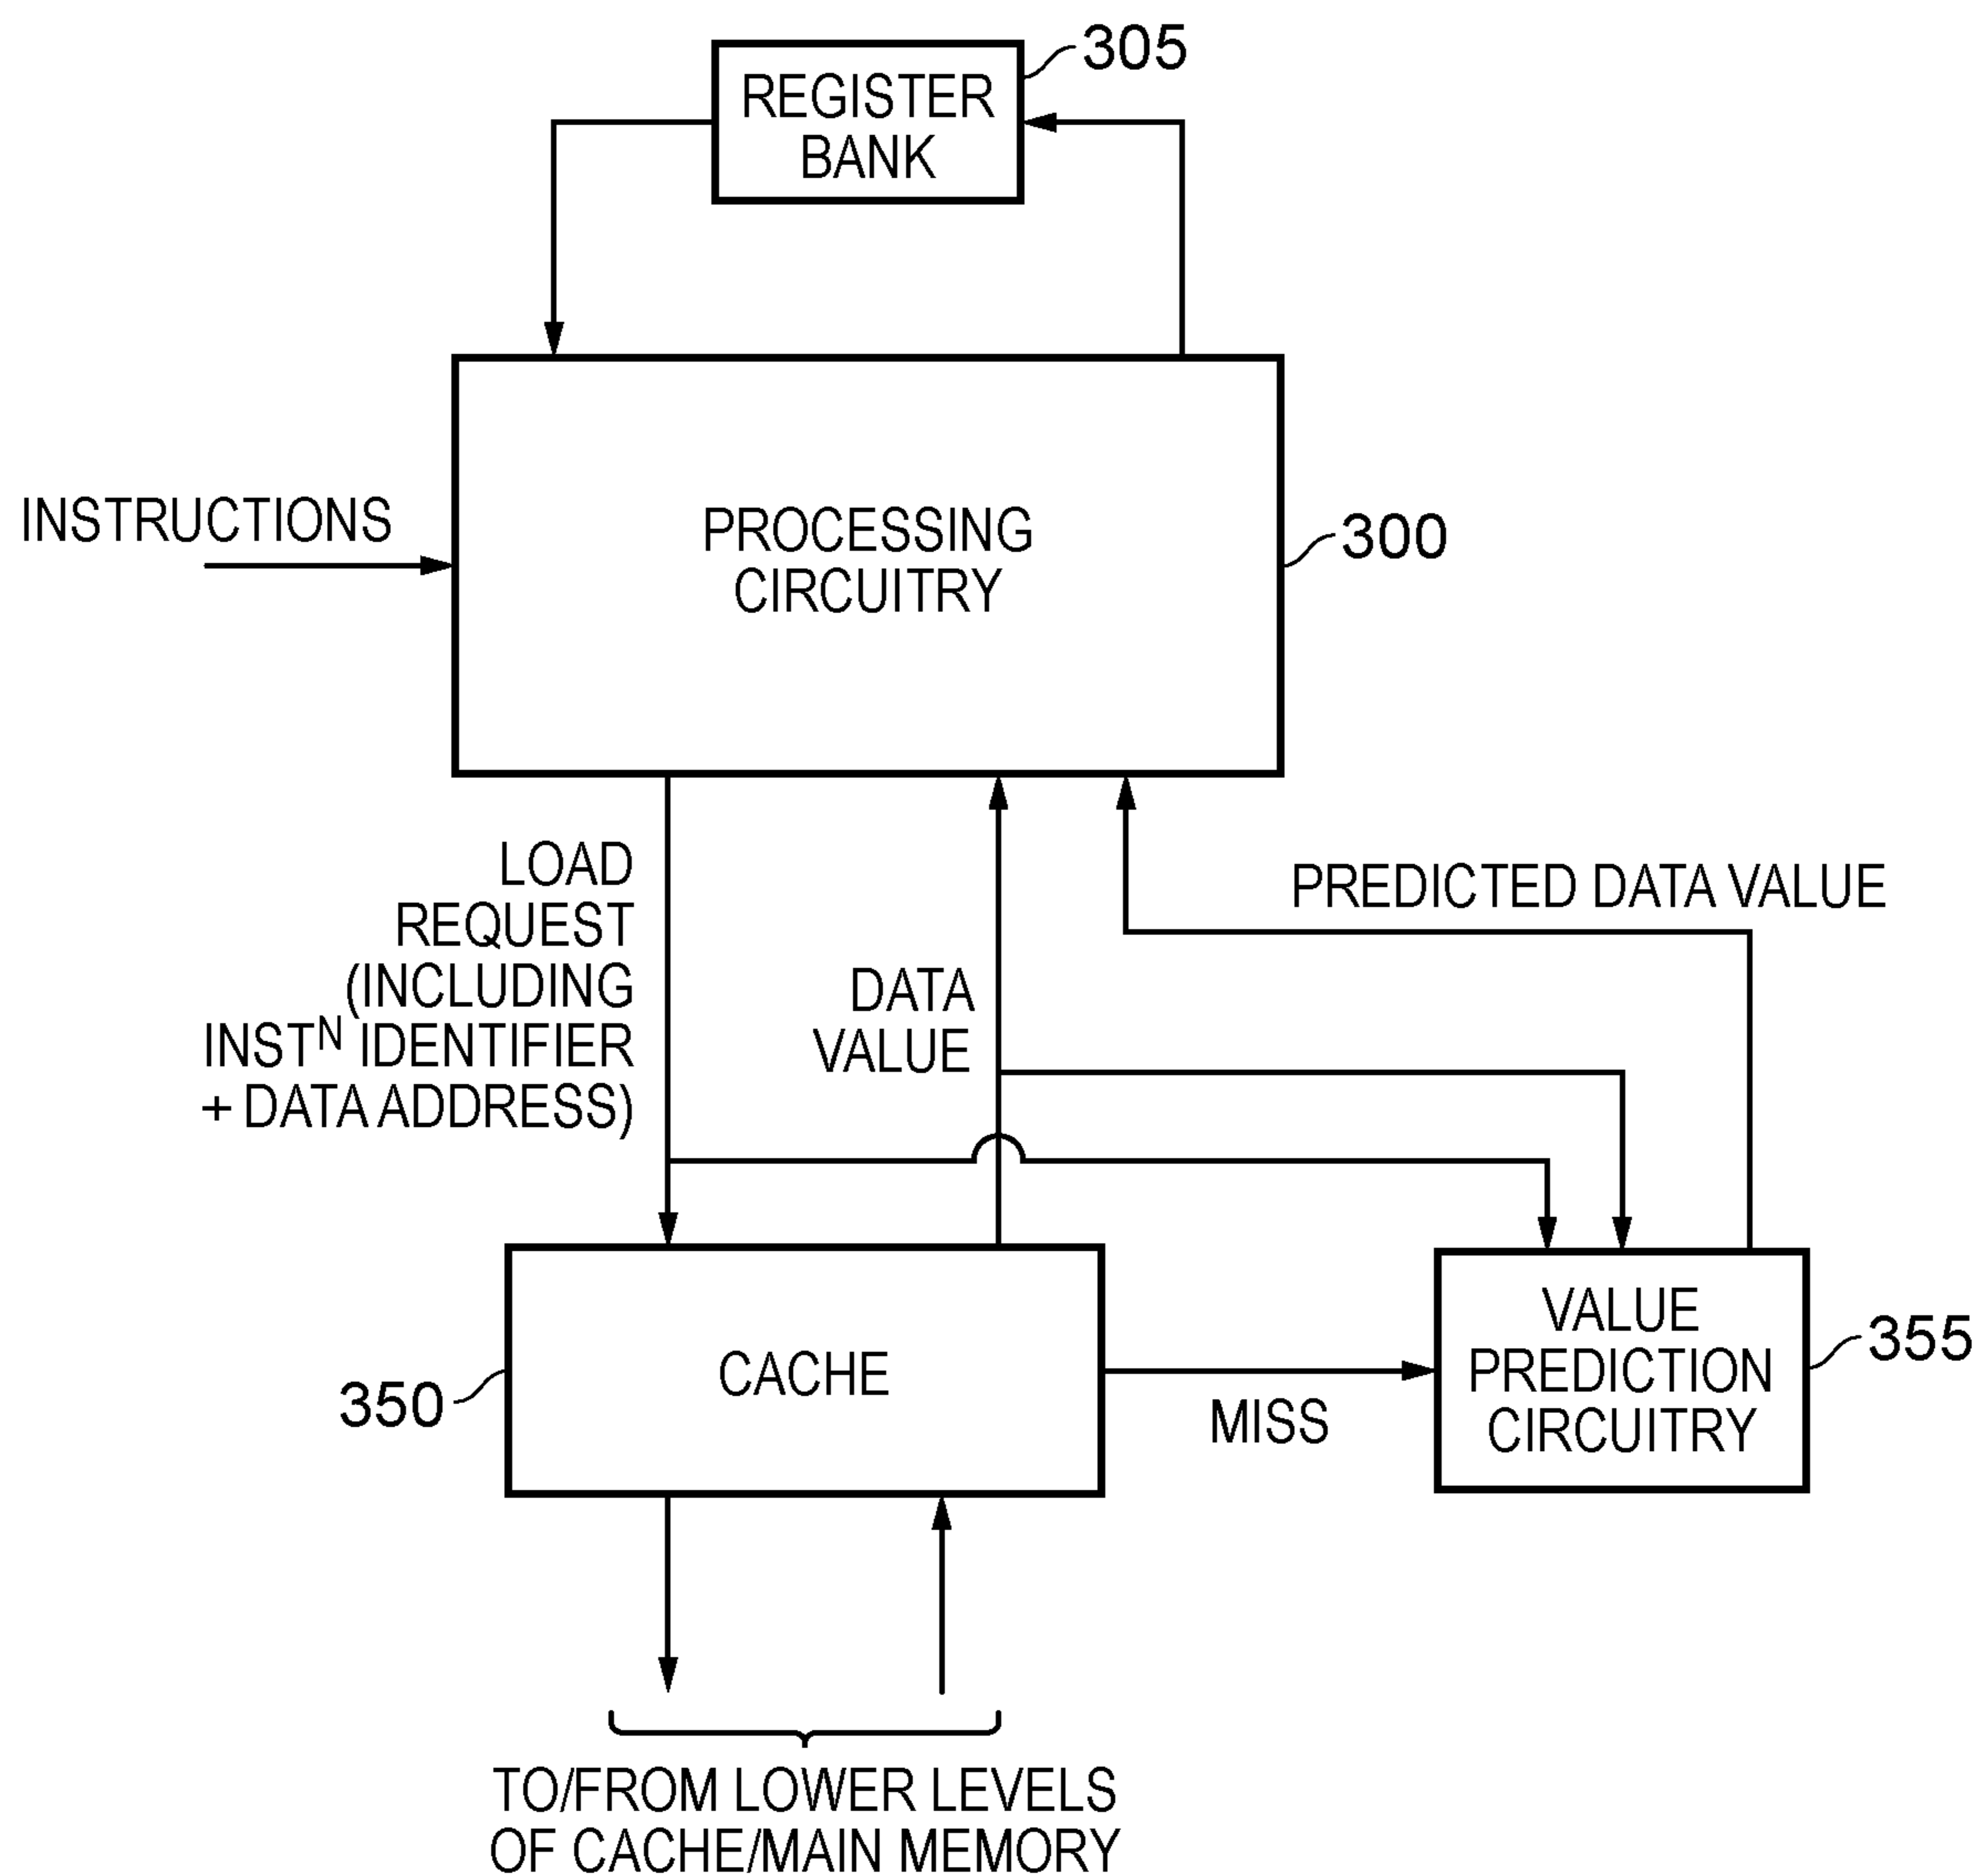 305
REGISTER
BANK
INSTRUCTIONS
PROCESSING
CIRCUITRY
300
LOAD
REQUEST
(INCLUDING
INSTᴺ IDENTIFIER
+ DATA ADDRESS)
DATA
VALUE
PREDICTED DATA VALUE
CACHE
350
MISS
VALUE
PREDICTION
CIRCUITRY
355
TO/FROM LOWER LEVELS
OF CACHE/MAIN MEMORY